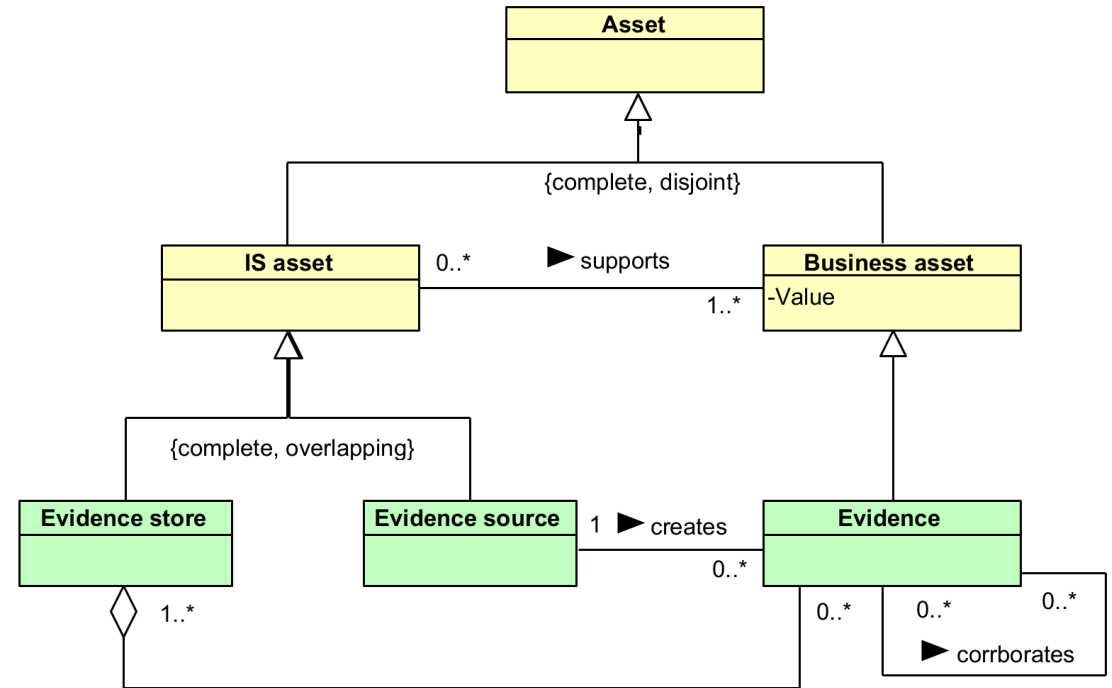 Asset
{complete, disjoint}
IS asset
0..*
supports
1..*
Business asset
-Value
{complete, overlapping}
Evidence store
Evidence source
1
creates
0..*
Evidence
1..*
0..*
0..*
0..*
corrborates